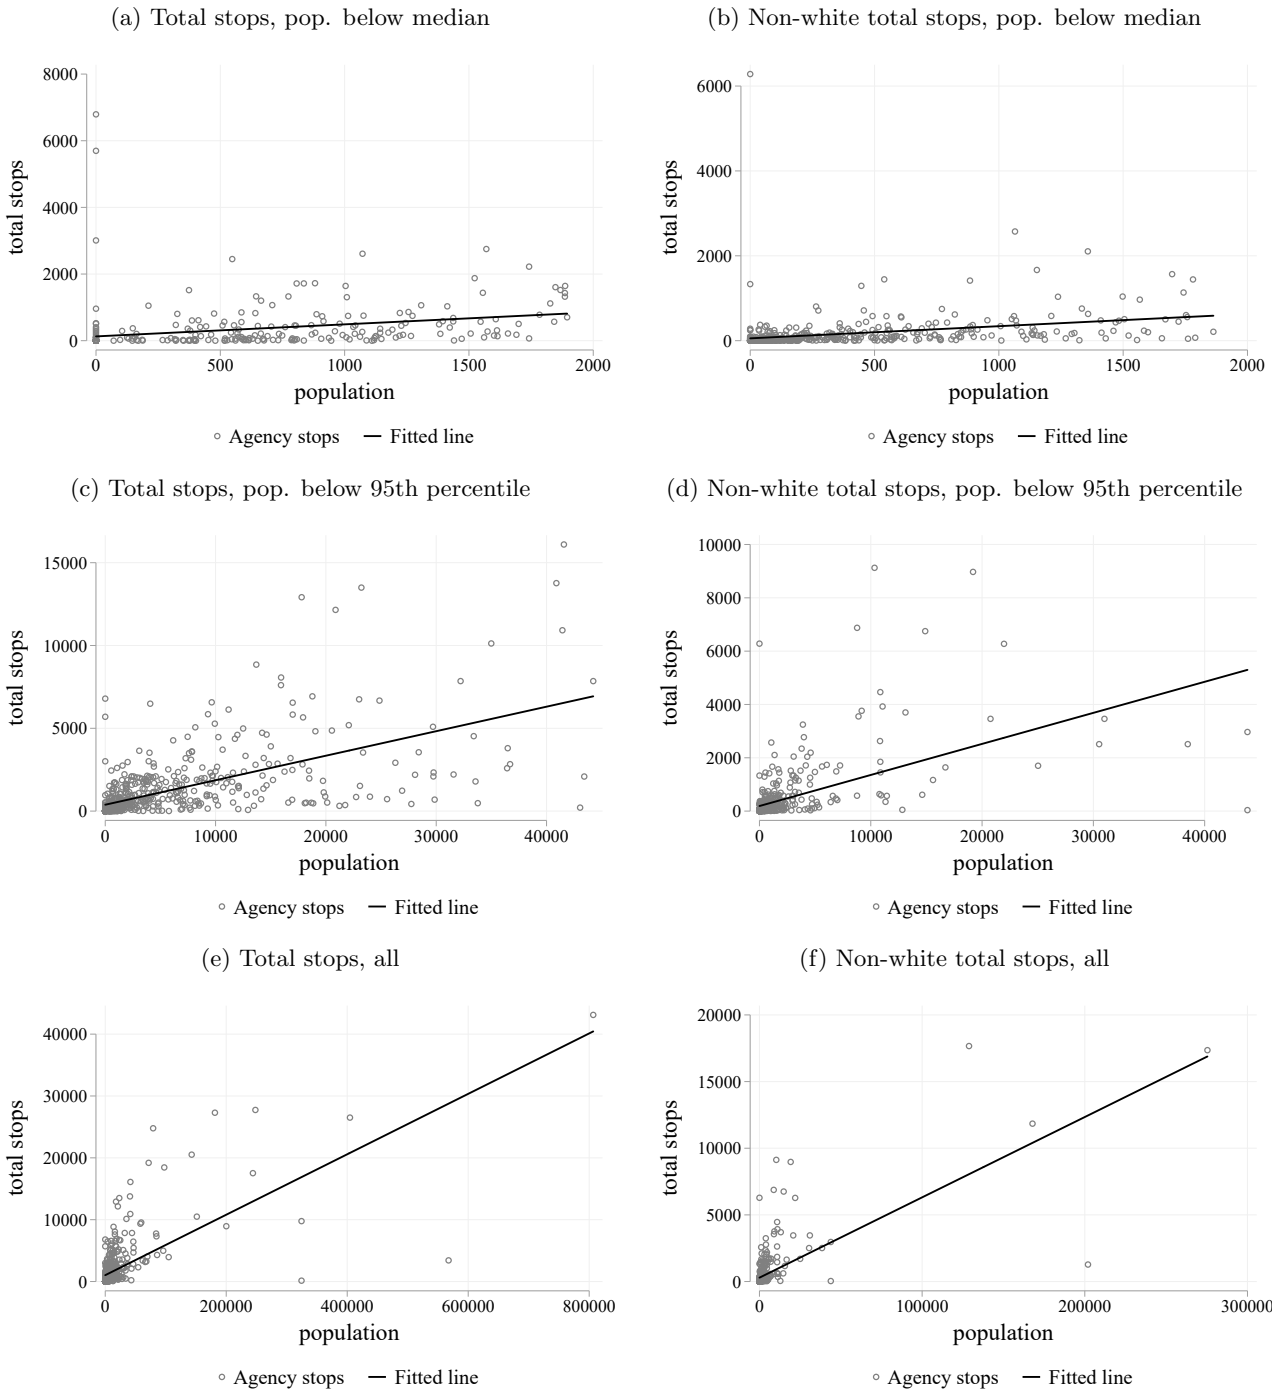 (a) Total stops, pop. below median
8000
6000
4000
2000
0
total stops
0 500 1000 1500 2000
population
Agency stops Fitted line
(b) Non-white total stops, pop. below median
6000
4000
2000
0
total stops
0 500 1000 1500 2000
population
Agency stops Fitted line
(c) Total stops, pop. below 95th percentile
15000
10000
5000
0
total stops
0 10000 20000 30000 40000
population
Agency stops Fitted line
(d) Non-white total stops, pop. below 95th percentile
10000
8000
6000
4000
2000
0
total stops
0 10000 20000 30000 40000
population
Agency stops Fitted line
(e) Total stops, all
40000
30000
20000
10000
0
total stops
0 200000 400000 600000 800000
population
Agency stops Fitted line
(f) Non-white total stops, all
20000
15000
10000
5000
0
total stops
0 100000 200000 300000
population
Agency stops Fitted line